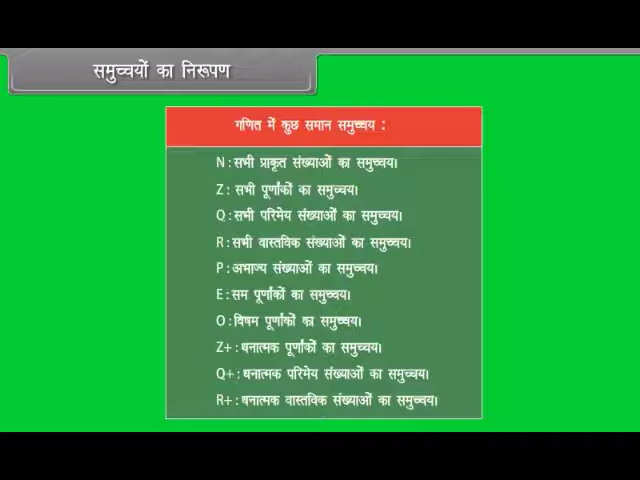 समुच्चयों का निरूपण
गणित में कुछ समान समुच्चय :
N : सभी प्राकृत संख्याओं का समुच्चय।
Z : सभी पूर्णांकों का समुच्चय।
Q : सभी परिमेय संख्याओं का समुच्चय।
R : सभी वास्तविक संख्याओं का समुच्चय।
P : अभाज्य संख्याओं का समुच्चय।
E : सम पूर्णांकों का समुच्चय।
O : विषम पूर्णांकों का समुच्चय।
Z+ : धनात्मक पूर्णांकों का समुच्चय।
Q+ : धनात्मक परिमेय संख्याओं का समुच्चय।
R+ : धनात्मक वास्तविक संख्याओं का समुच्चय।